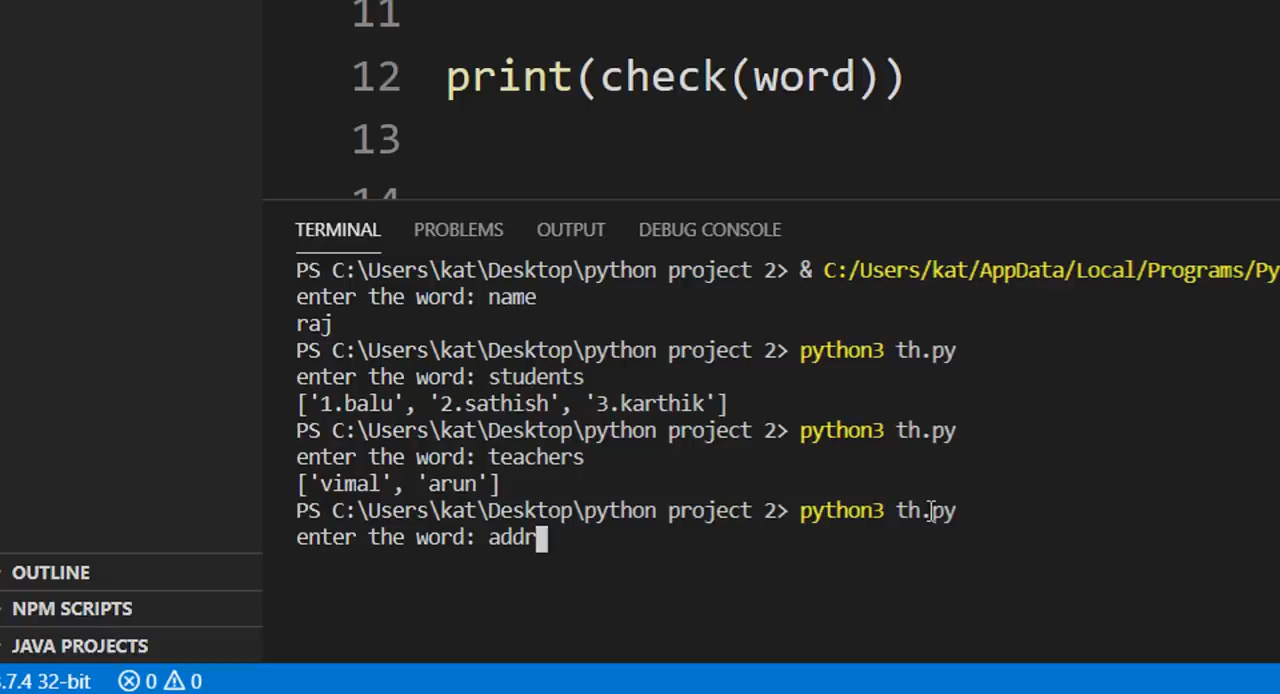 11
12 print(check(word))
13
14
TERMINAL PROBLEMS OUTPUT DEBUG CONSOLE
PS C:\Users\kat\Desktop\python project 2> & C:/Users/kat/AppData/Local/Programs/Py
enter the word: name
raj
PS C:\Users\kat\Desktop\python project 2> python3 th.py
enter the word: students
['1.balu', '2.sathish', '3.karthik']
PS C:\Users\kat\Desktop\python project 2> python3 th.py
enter the word: teachers
['vimal', 'arun']
PS C:\Users\kat\Desktop\python project 2> python3 th.py
enter the word: addr
OUTLINE
NPM SCRIPTS
JAVA PROJECTS
.7.4 32-bit 0 0